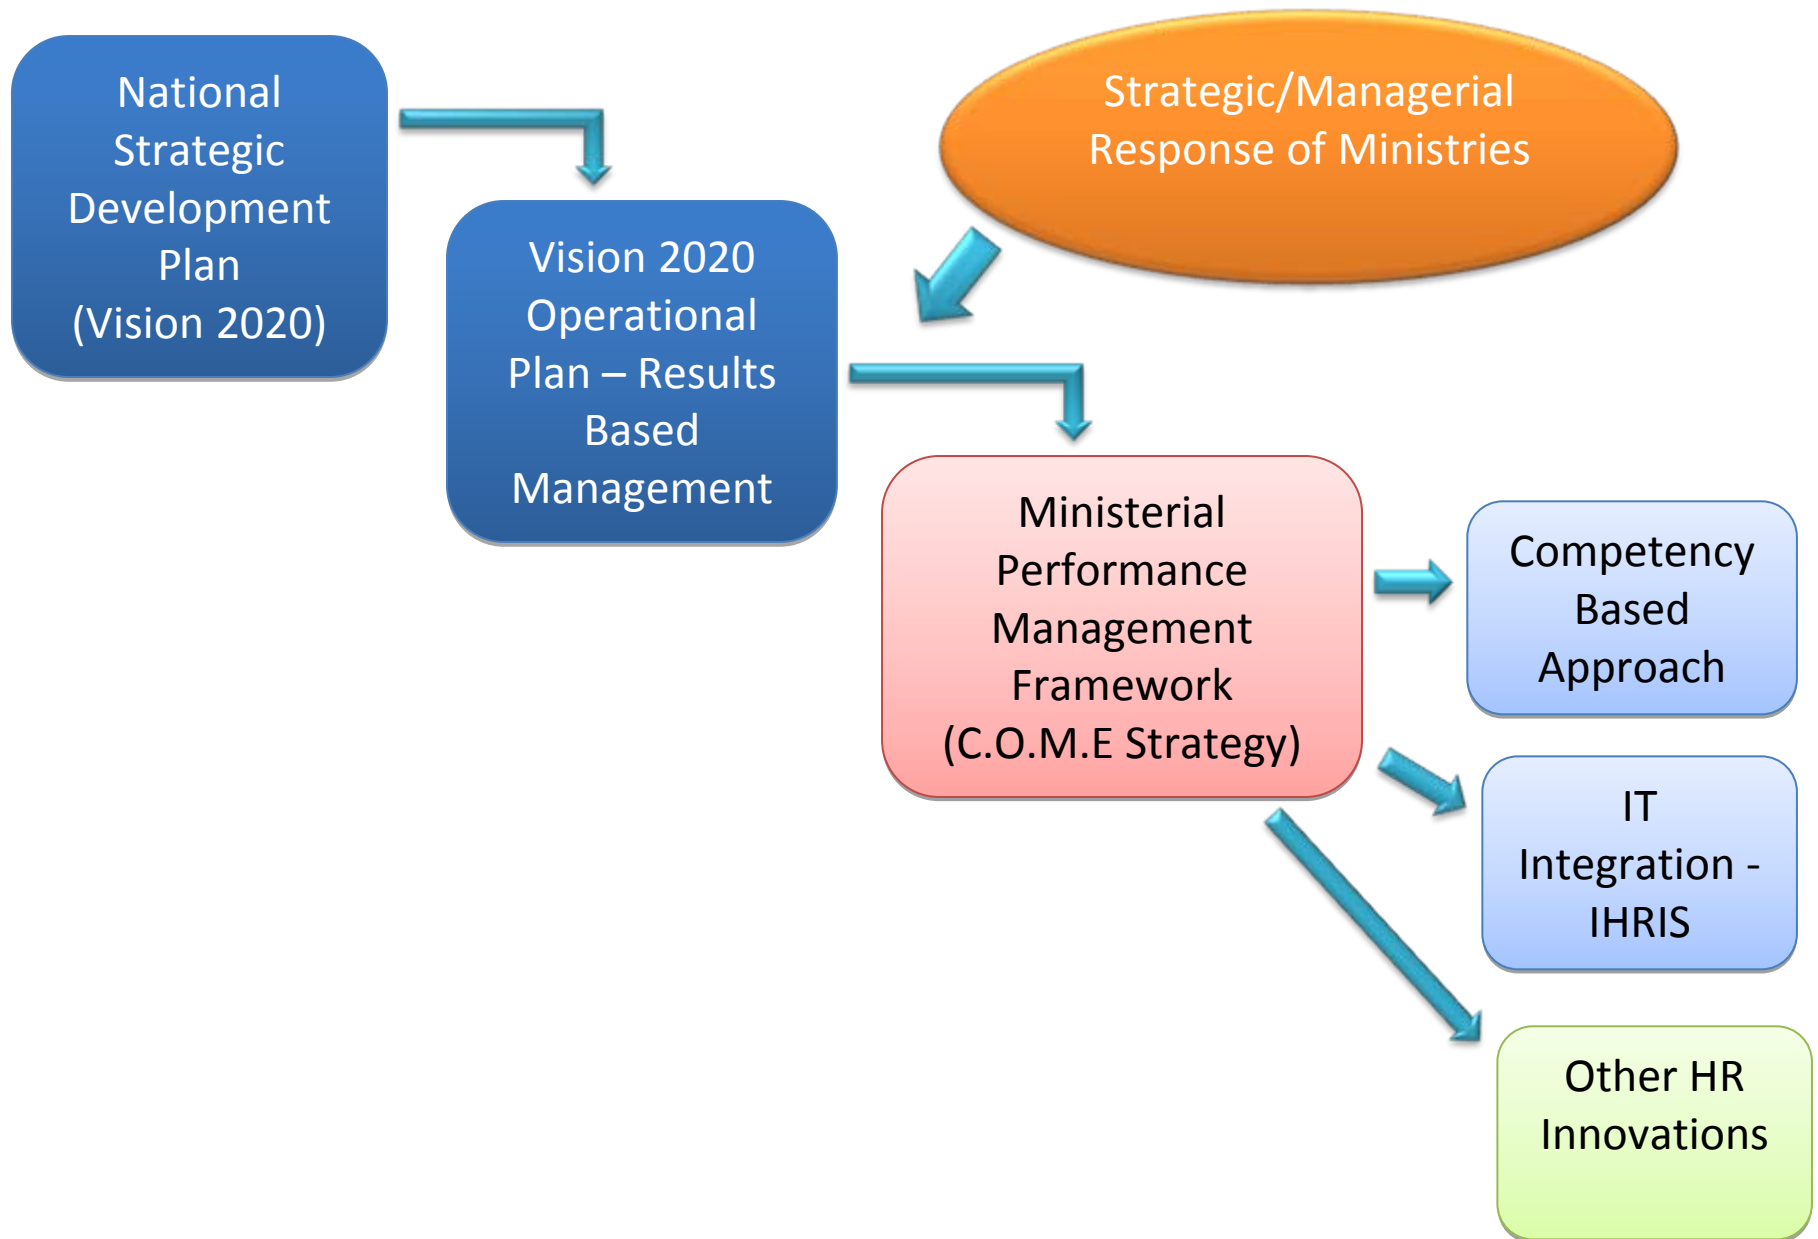 National
Strategic
Development
Plan
(Vision 2020)
Strategic/Managerial
Response of Ministries
Vision 2020
Operational
Plan – Results
Based
Management
Ministerial
Performance
Management
Framework
(C.O.M.E Strategy)
Competency
Based
Approach
IT
Integration -
IHRIS
Other HR
Innovations